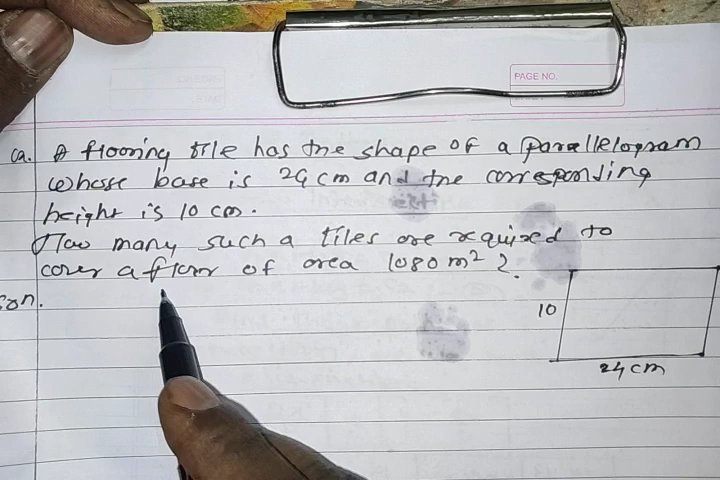 PAGE NO.
Q. A flooring tile has the shape of a parallelogram
whose base is 24 cm and the corresponding
height is 10 cm.
How many such a tiles are required to
cover a floor of area 1080 m² ?
Son.
10
24 cm